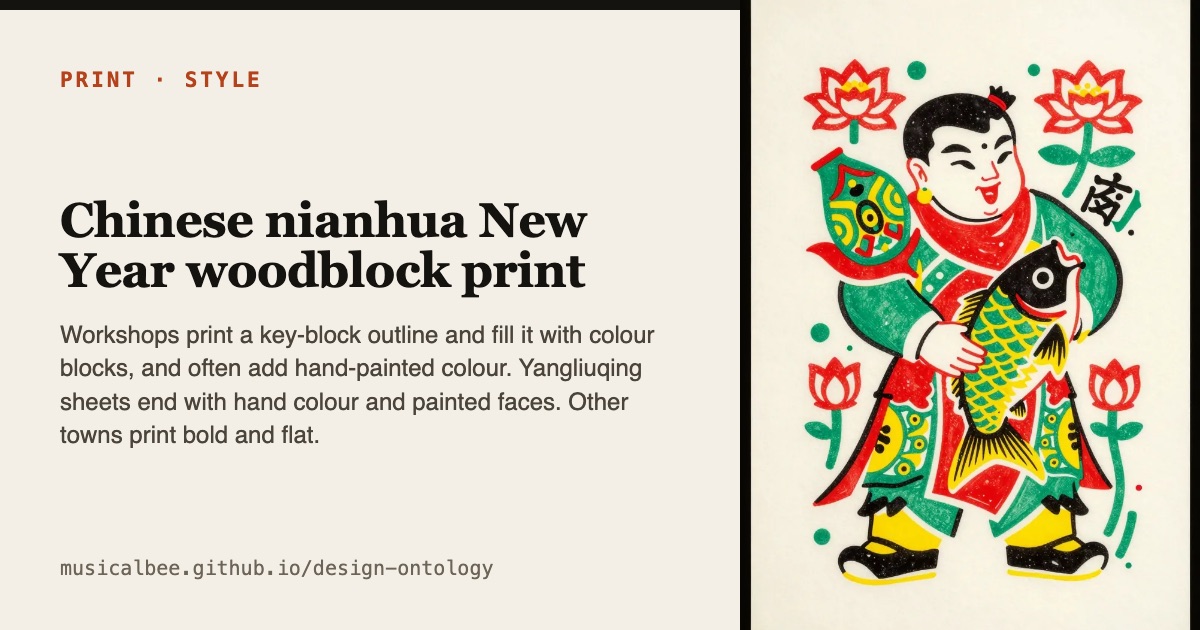 PRINT · STYLE
Chinese nianhua New
Year woodblock print
Workshops print a key-block outline and fill it with colour
blocks, and often add hand-painted colour. Yangliuqing
sheets end with hand colour and painted faces. Other
towns print bold and flat.
musicalbee.github.io/design-ontology